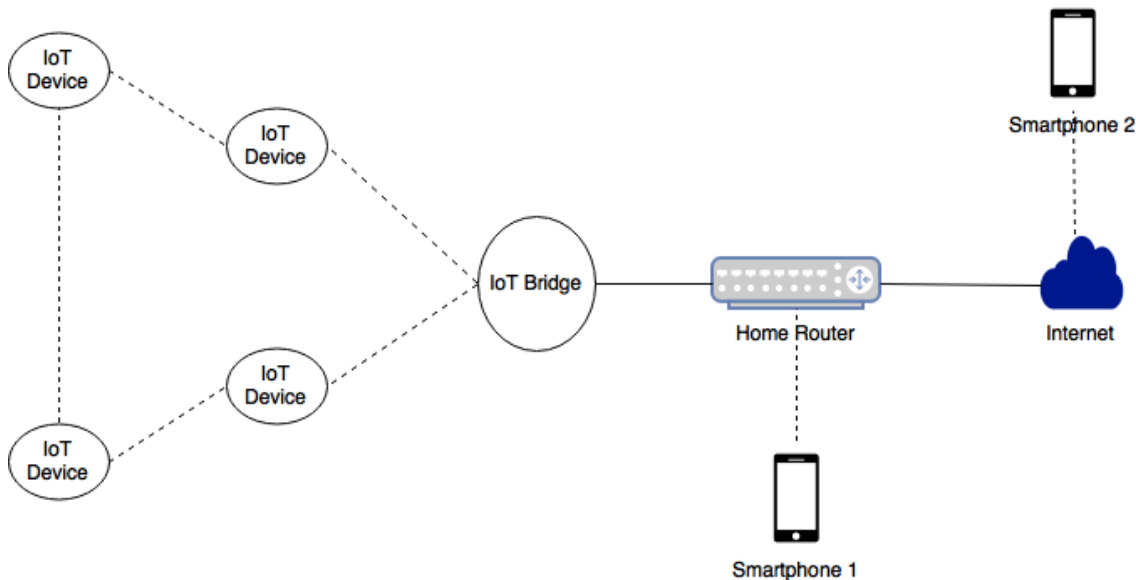 IoT
Device
IoT
Device
Smartphone 2
IoT Bridge
Home Router
Internet
IoT
Device
IoT
Device
Smartphone 1